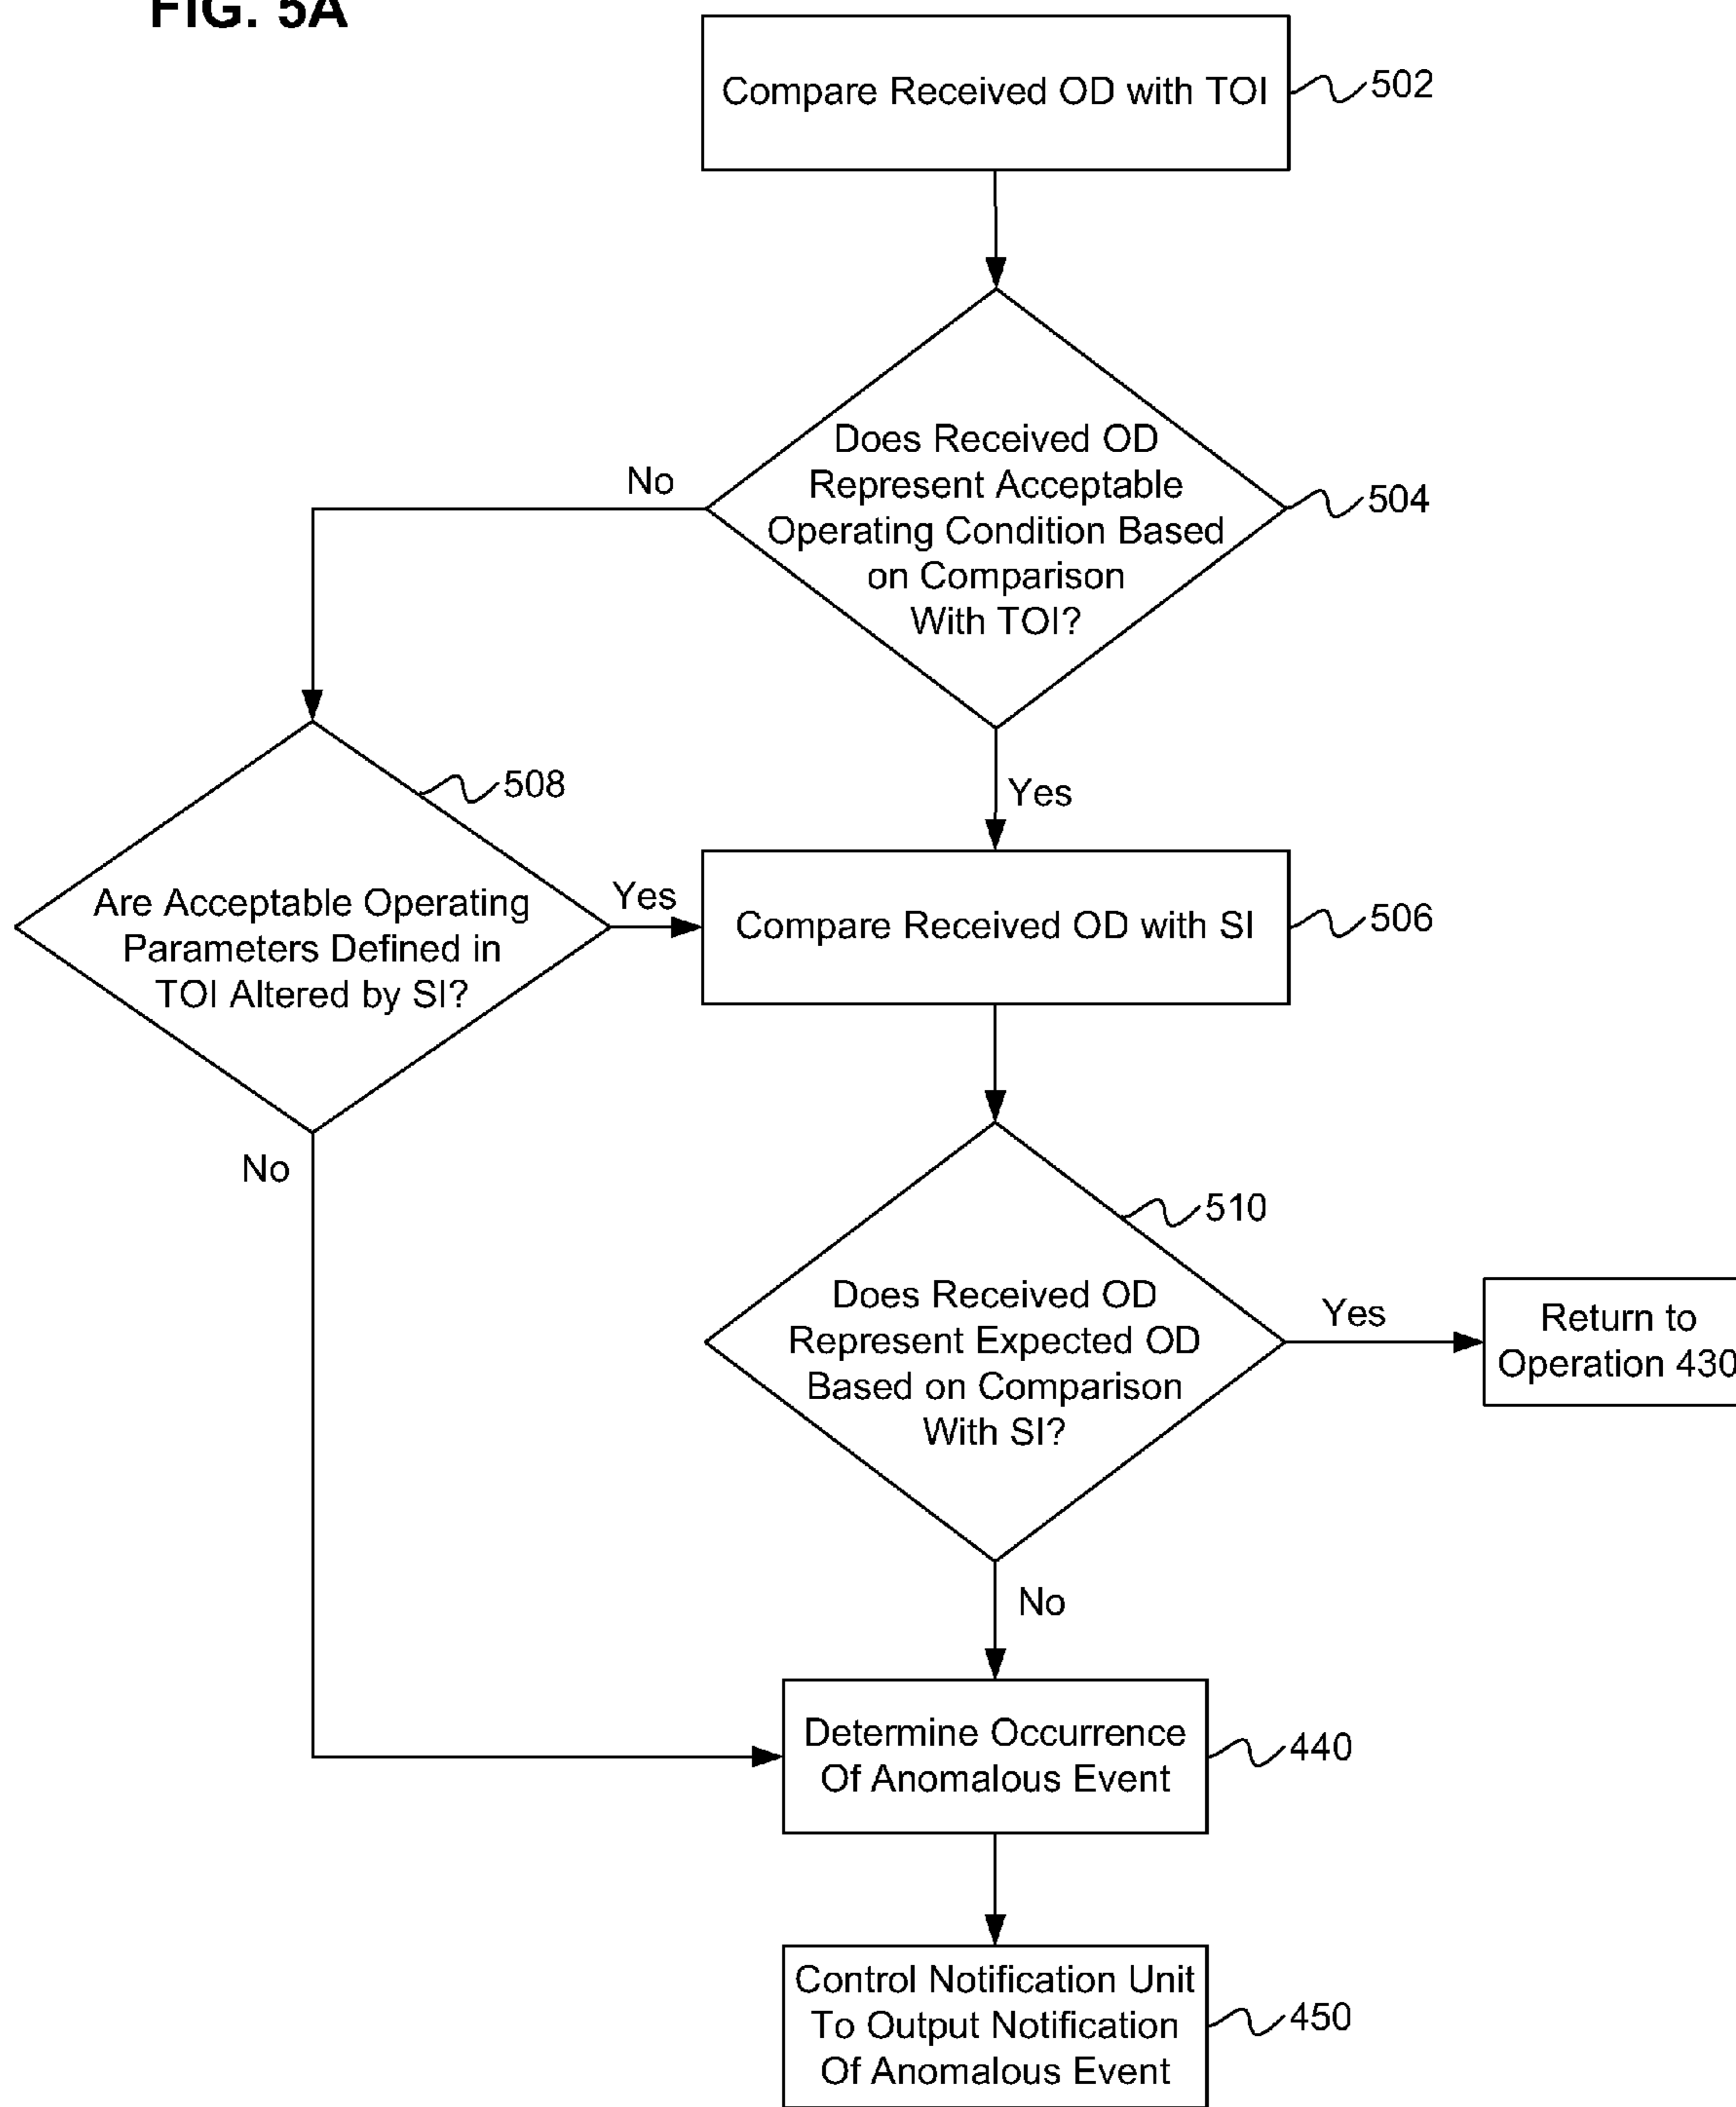 FIG. 5A
Compare Received OD with TOI
502
Does Received OD
Represent Acceptable
Operating Condition Based
on Comparison
With TOI?
504
No
Yes
508
Are Acceptable Operating
Parameters Defined in
TOI Altered by SI?
Yes
Compare Received OD with SI
506
No
510
Does Received OD
Represent Expected OD
Based on Comparison
With SI?
Yes
Return to
Operation 430
No
Determine Occurrence
Of Anomalous Event
440
Control Notification Unit
To Output Notification
Of Anomalous Event
450